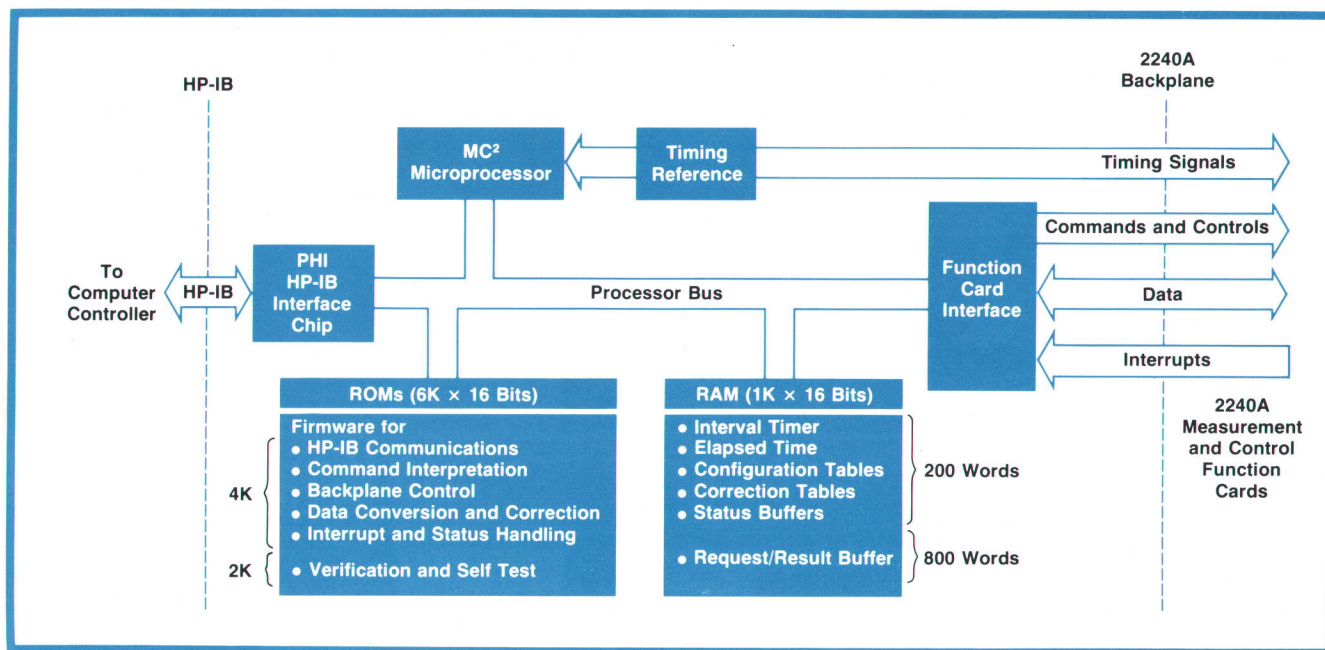 HP-IB
2240A
Backplane
MC²
Microprocessor
Timing
Reference
Timing Signals
Commands and Controls
To
Computer
Controller
HP-IB
PHI
HP-IB
Interface
Chip
Processor Bus
Function
Card
Interface
Data
Interrupts
ROMs (6K × 16 Bits)
Firmware for
• HP-IB Communications
• Command Interpretation
• Backplane Control
• Data Conversion and Correction
• Interrupt and Status Handling
4K
• Verification and Self Test
2K
RAM (1K × 16 Bits)
• Interval Timer
• Elapsed Time
• Configuration Tables
• Correction Tables
• Status Buffers
200 Words
• Request/Result Buffer
800 Words
2240A
Measurement
and Control
Function
Cards